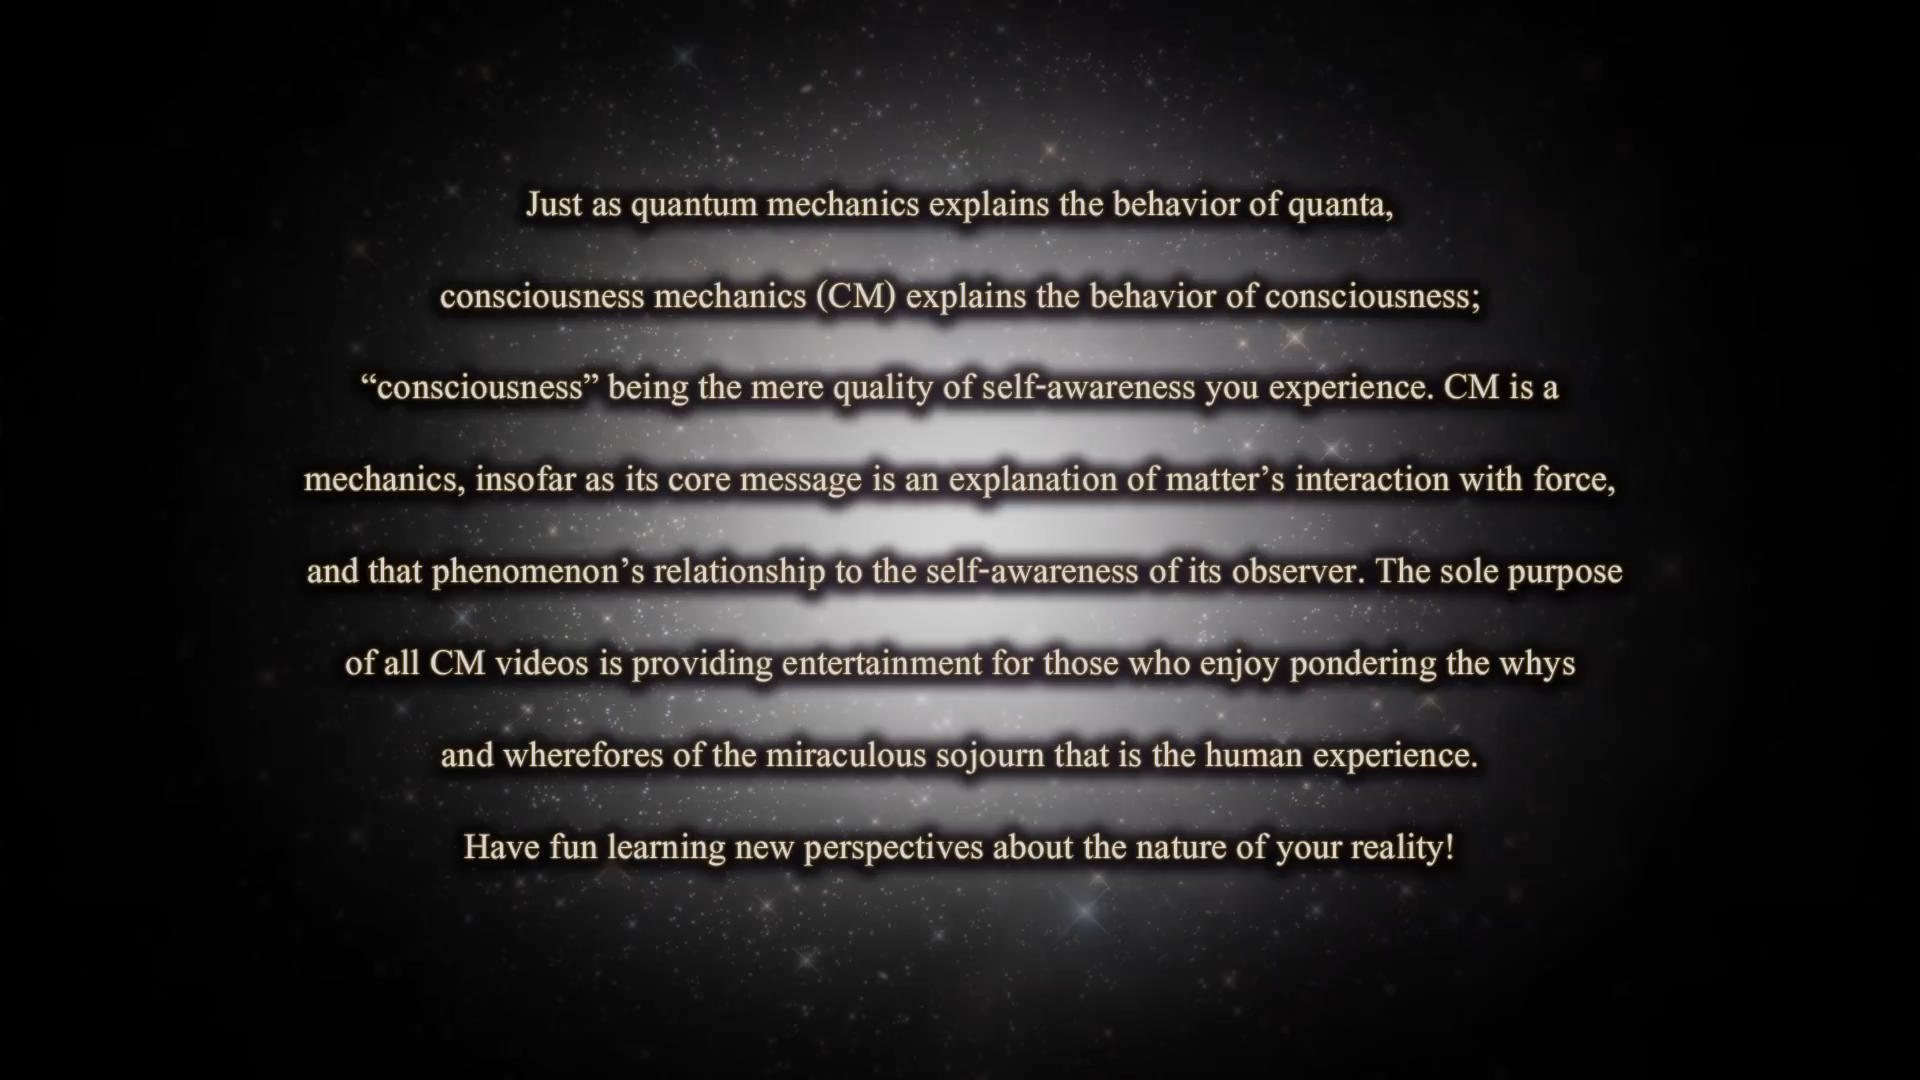 Just as quantum mechanics explains the behavior of quanta,
consciousness mechanics (CM) explains the behavior of consciousness;
“consciousness” being the mere quality of self-awareness you experience. CM is a
mechanics, insofar as its core message is an explanation of matter’s interaction with force,
and that phenomenon’s relationship to the self-awareness of its observer. The sole purpose
of all CM videos is providing entertainment for those who enjoy pondering the whys
and wherefores of the miraculous sojourn that is the human experience.
Have fun learning new perspectives about the nature of your reality!